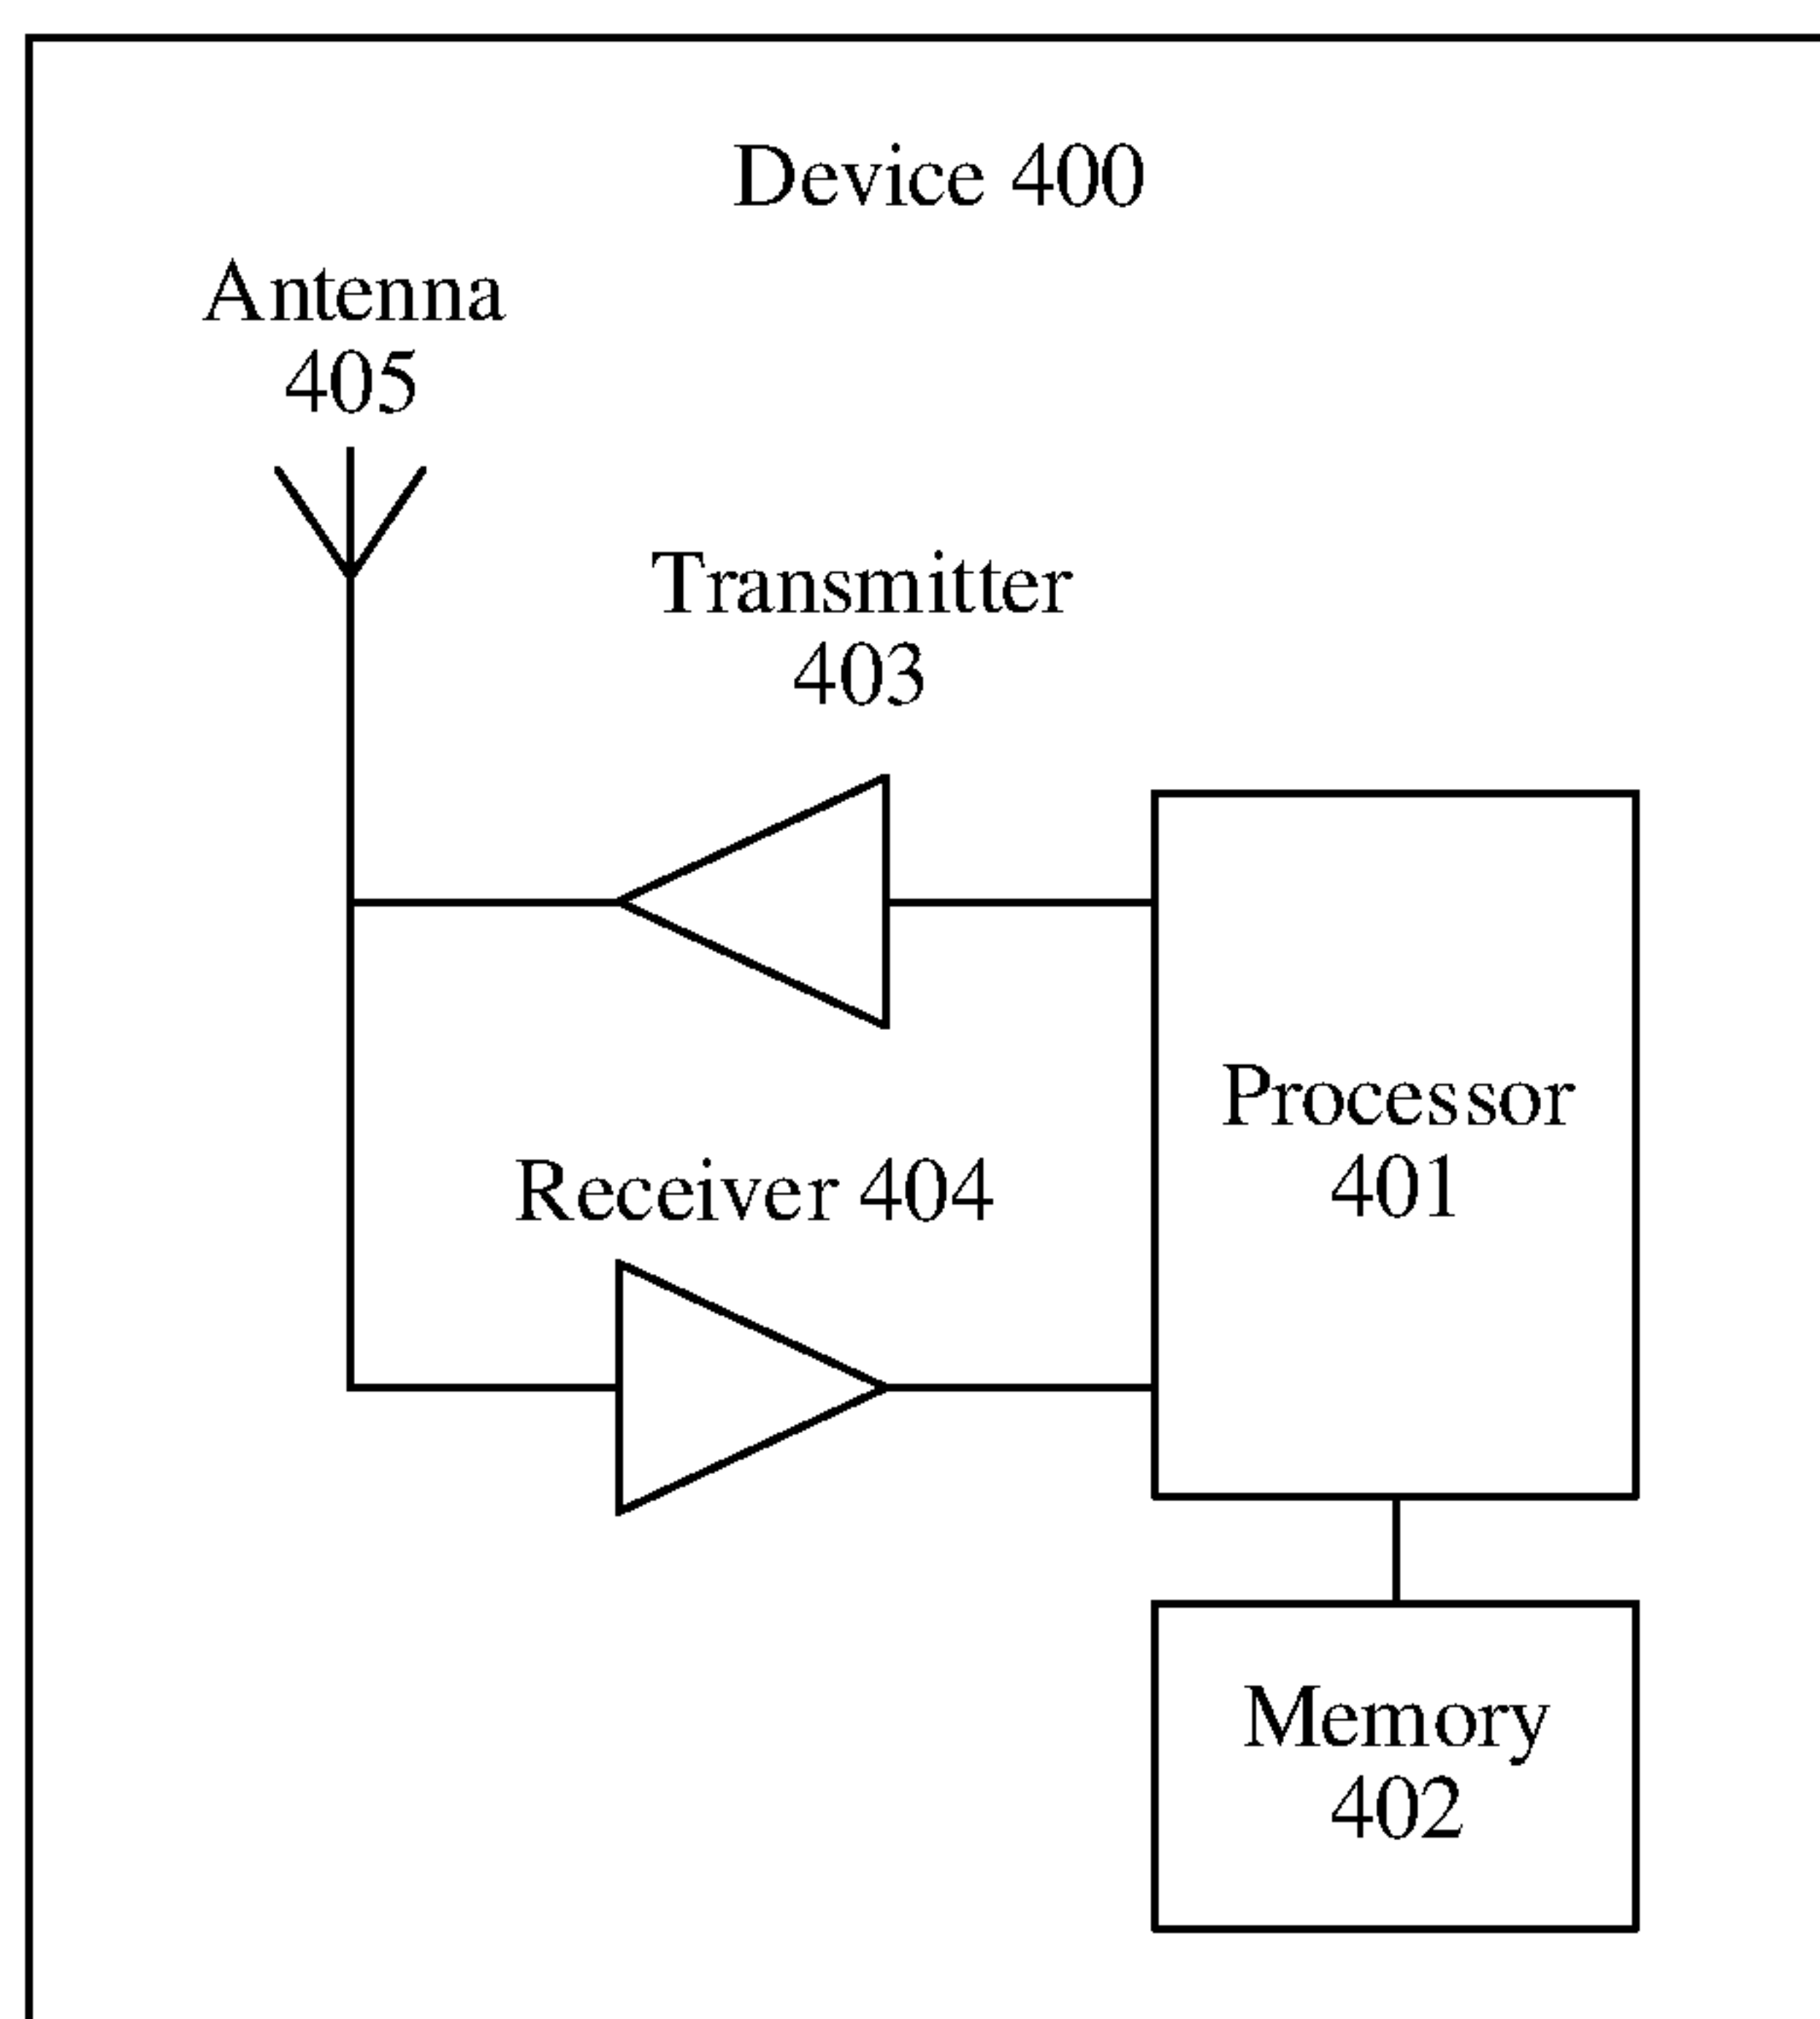 Device 400
Antenna
405
Transmitter
403
Processor
401
Receiver 404
Memory
402